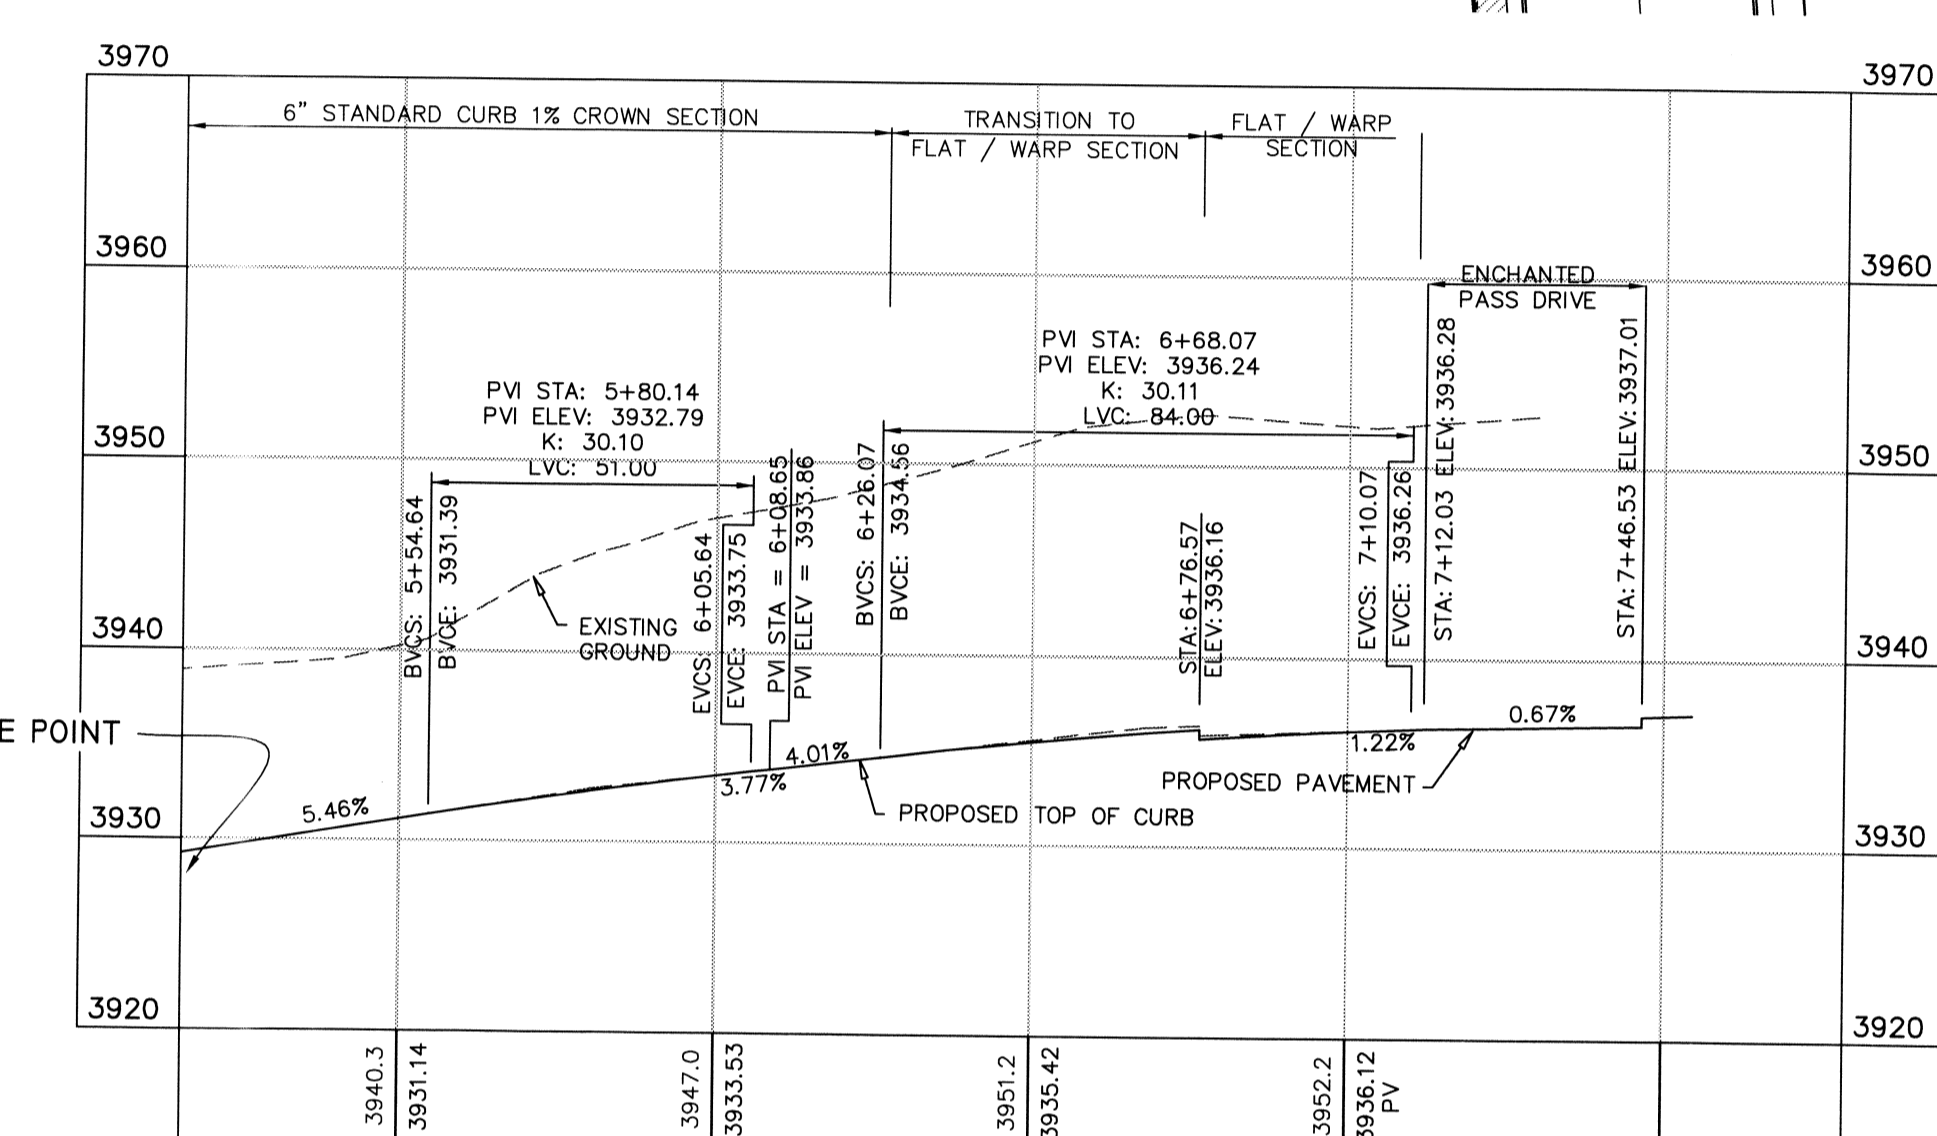 3970
3970
6" STANDARD CURB 1% CROWN SECTION
TRANSITION TO
FLAT / WARP SECTION
FLAT / WARP
SECTION
3960
3960
ENCHANTED
PASS DRIVE
PVI STA: 5+80.14
PVI ELEV: 3932.79
K: 30.10
LVC: 51.00
PVI STA: 6+68.07
PVI ELEV: 3936.24
K: 30.11
LVC: 84.00
3950
3950
BVCS: 5+54.64
BVCE: 3931.39
EVCS: 6+05.64
EVCE: 3933.75
PVI STA = 6+08.65
PVI ELEV = 3933.86
BVCS: 6+26.07
BVCE: 3934.56
STA: 6+76.57
ELEV: 3936.16
EVCS: 7+10.07
EVCE: 3936.26
STA: 7+12.03 ELEV: 3936.28
STA: 7+46.53 ELEV: 3937.01
EXISTING
GROUND
3940
3940
E POINT
5.46%
3.77%
4.01%
1.22%
0.67%
PROPOSED TOP OF CURB
PROPOSED PAVEMENT
3930
3930
3920
3920
3940.3
3931.14
3947.0
3933.53
3951.2
3935.42
3952.2
3936.12
PV